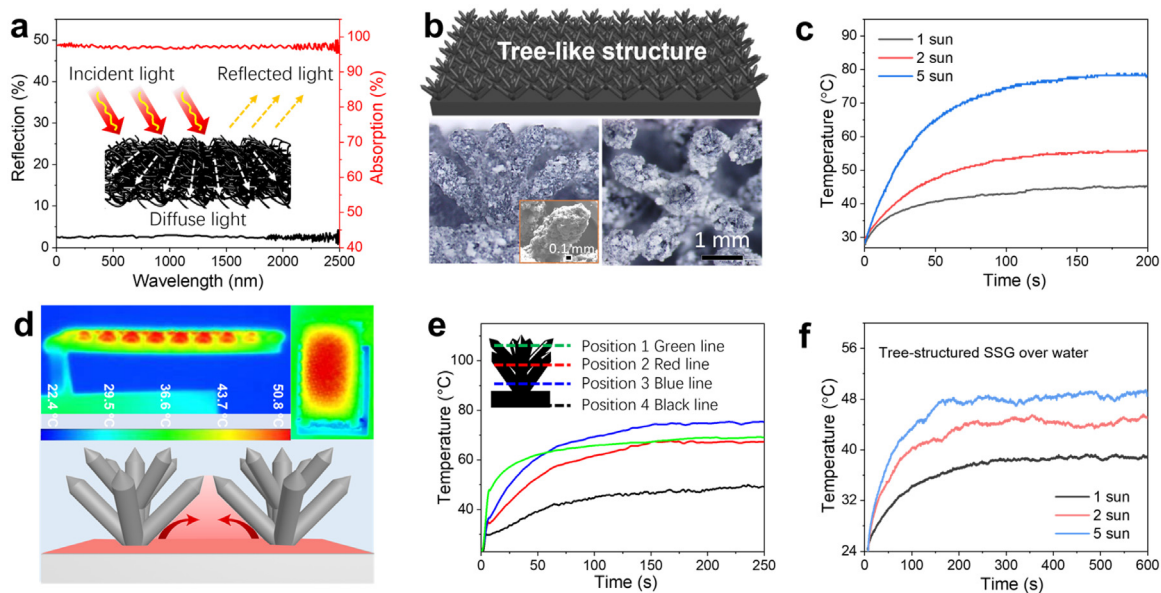 a
50
40
30
20
10
0
Reflection (%)
100
90
80
70
60
50
40
Absorption (%)
Incident light
Reflected light
Diffuse light
0
500
1000
1500
2000
2500
Wavelength (nm)
b
Tree-like structure
0.1 mm
1 mm
c
90
80
70
60
50
40
30
Temperature (°C)
1 sun
2 sun
5 sun
0
50
100
150
200
Time (s)
d
22.4 °C
29.5 °C
36.6 °C
43.7 °C
50.8 °C
e
100
80
60
40
Temperature (°C)
Position 1 Green line
Position 2 Red line
Position 3 Blue line
Position 4 Black line
0
50
100
150
200
250
Time (s)
f
56
48
40
32
24
Temperature (°C)
Tree-structured SSG over water
1 sun
2 sun
5 sun
0
100
200
300
400
500
600
Time (s)